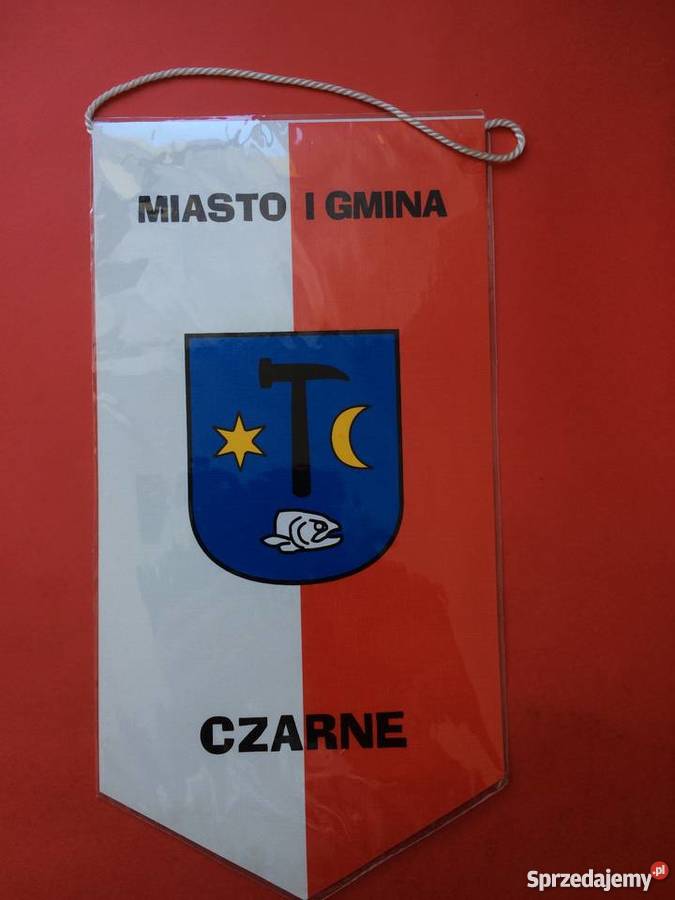 MIASTO I GMINA
CZARNE
Sprzedajemy.pl